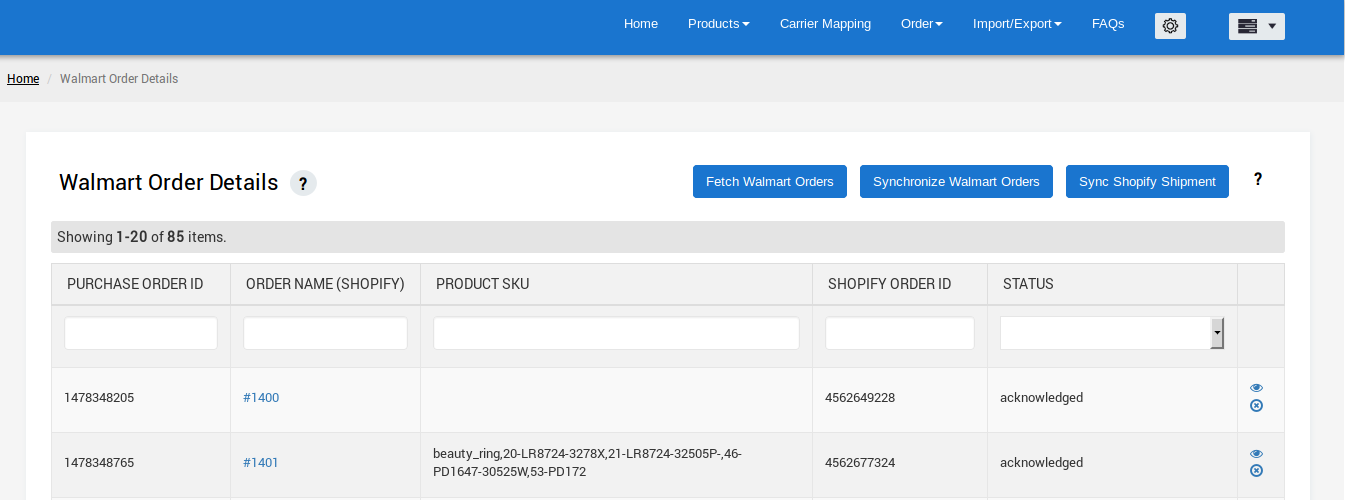 Home Products Carrier Mapping Order Import/Export FAQs
Home / Walmart Order Details
Walmart Order Details ? Fetch Walmart Orders Synchronize Walmart Orders Sync Shopify Shipment ?
Showing 1-20 of 85 items.
PURCHASE ORDER ID ORDER NAME (SHOPIFY) PRODUCT SKU SHOPIFY ORDER ID STATUS
1478348205 #1400 4562649228 acknowledged
1478348765 #1401 beauty_ring,20-LR8724-3278X,21-LR8724-32505P-,46- 4562677324 acknowledged
PD1647-30525W,53-PD172